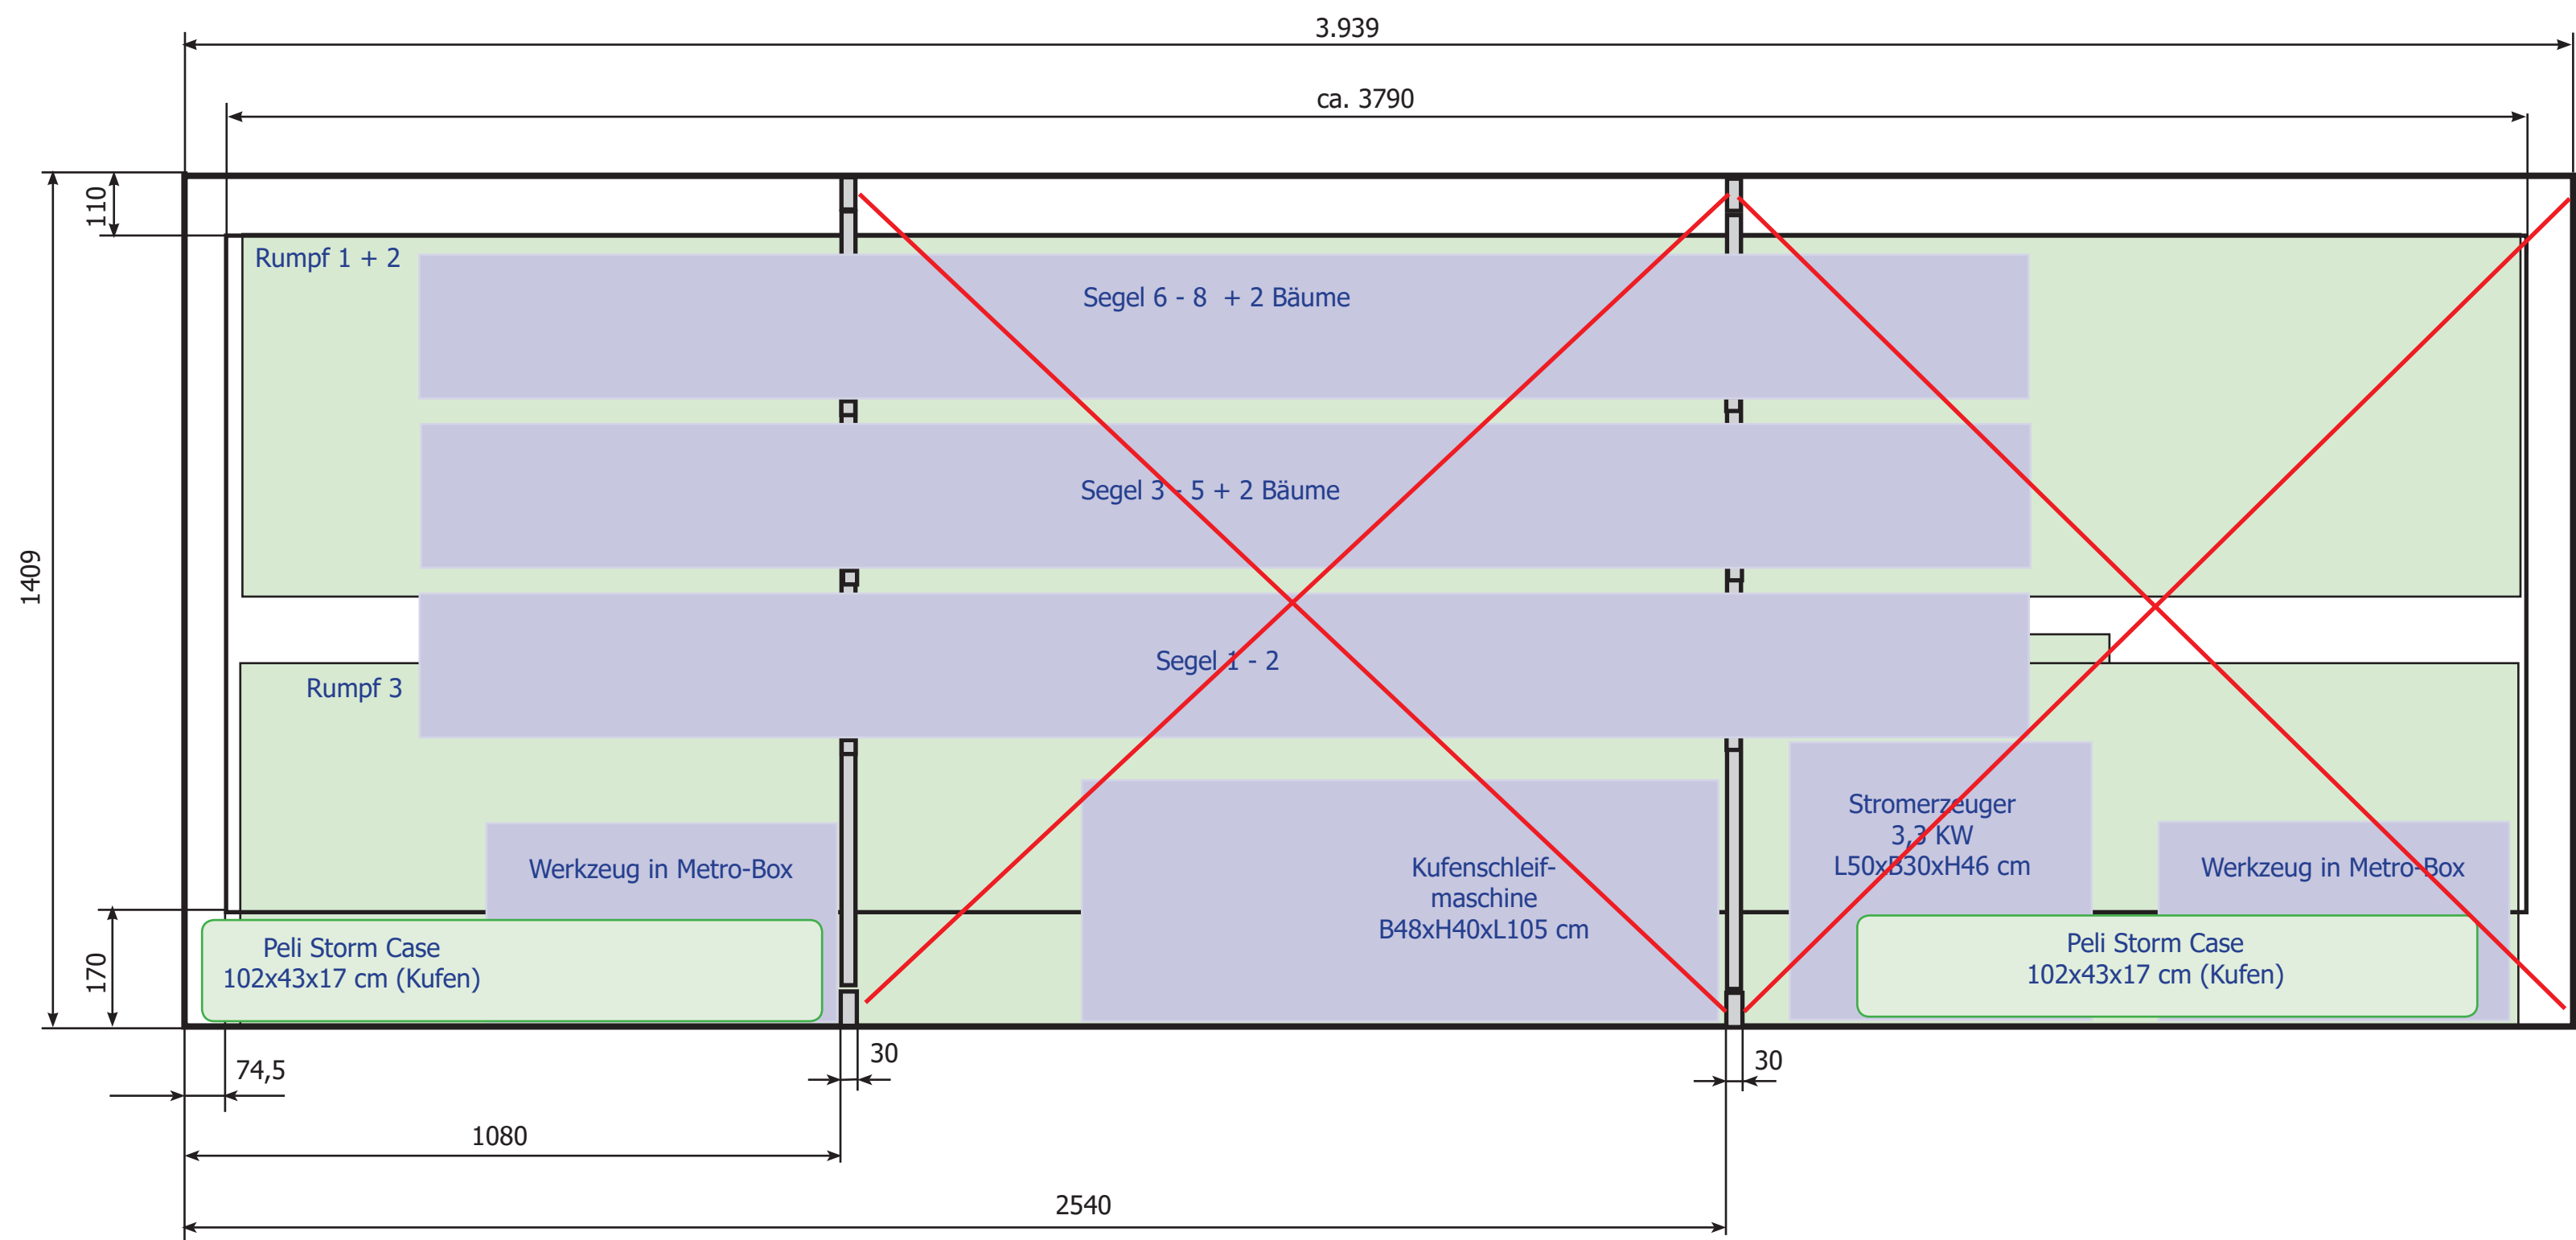 3.939
ca. 3790
110
Rumpf 1 + 2
Segel 6 - 8 + 2 Bäume
Segel 3 - 5 + 2 Bäume
1409
Segel 1 - 2
Rumpf 3
Stromerzeuger
3,3 KW
L50xB30xH46 cm
Werkzeug in Metro-Box
Kufenschleif-
maschine
B48xH40xL105 cm
Werkzeug in Metro-Box
170
Peli Storm Case
102x43x17 cm (Kufen)
Peli Storm Case
102x43x17 cm (Kufen)
74,5
30
30
1080
2540